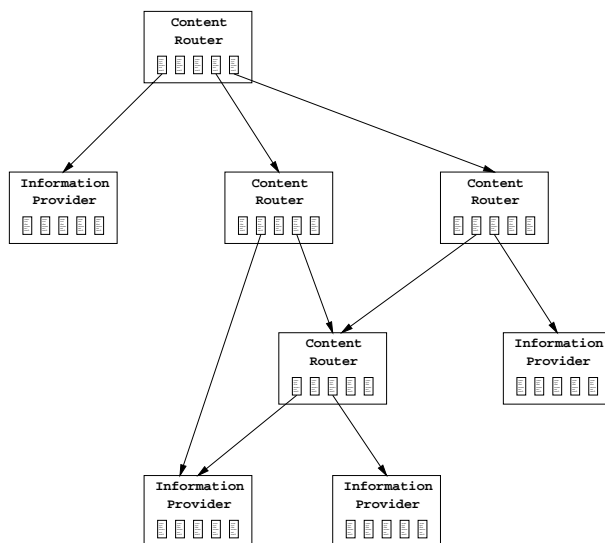 Content
Router
Information
Provider
Content
Router
Content
Router
Content
Router
Information
Provider
Information
Provider
Information
Provider